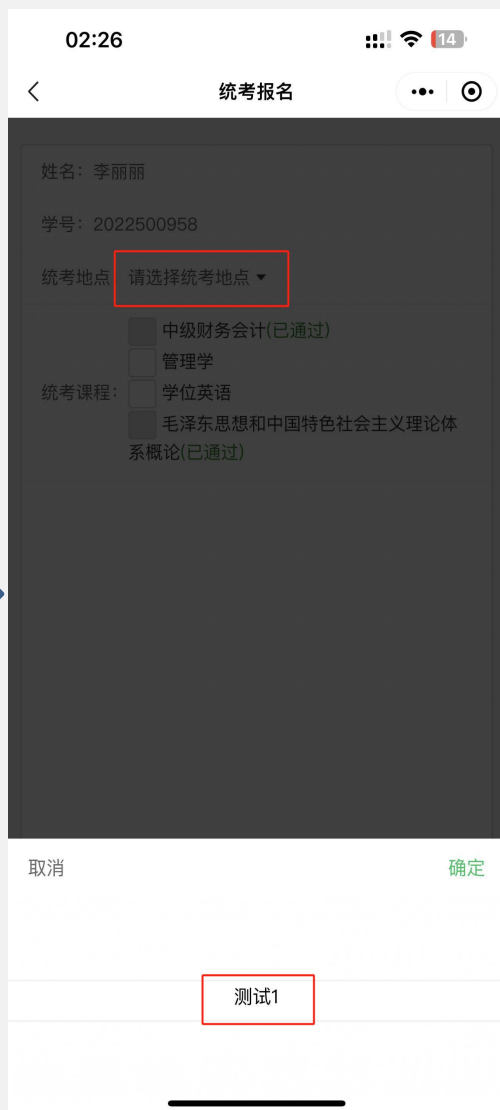 02:26
14
统考报名
姓名：李丽丽
学号：2022500958
统考地点 请选择统考地点
中级财务会计(已通过)
管理学
统考课程： 学位英语
毛泽东思想和中国特色社会主义理论体
系概论(已通过)
取消 确定
测试1